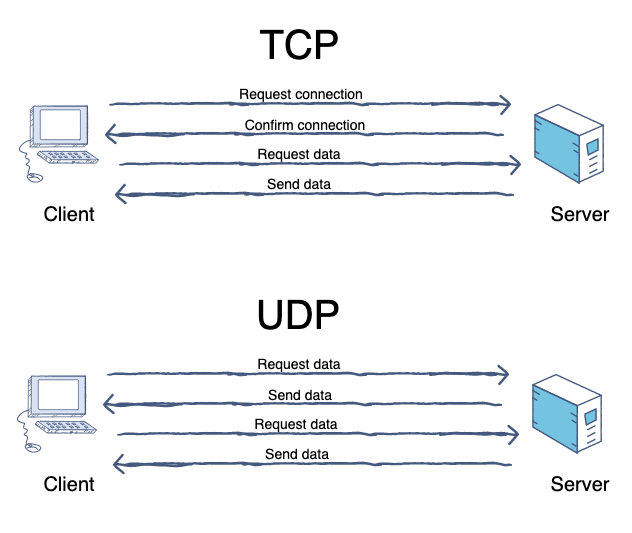 TCP
Request connection
Confirm connection
Request data
Send data
Client
Server
UDP
Request data
Send data
Request data
Send data
Client
Server